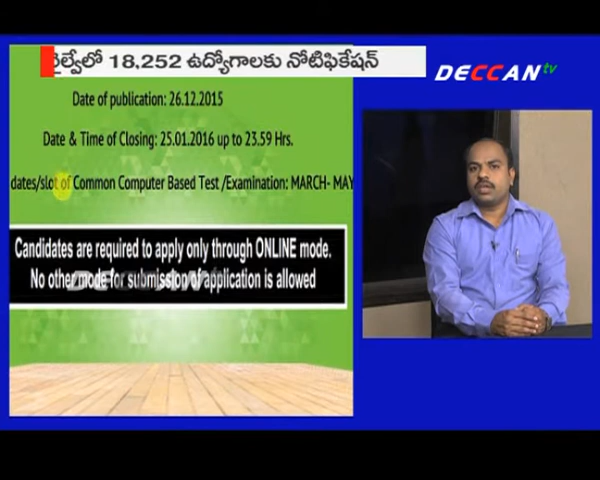 రైల్వేలో 18,252 ఉద్యోగాలకు నోటిఫికేషన్
DECCAN tv
Date of publication: 26.12.2015
Date & Time of Closing: 25.01.2016 up to 23.59 Hrs.
dates/slot of Common Computer Based Test /Examination: MARCH- MAY
Candidates are required to apply only through ONLINE mode.
No other mode for submission of application is allowed
DECCAN tv